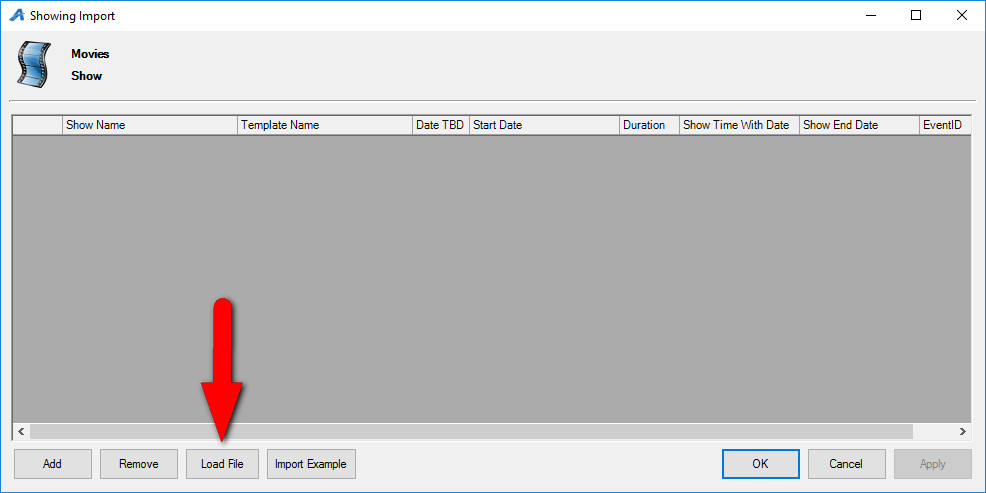 Showing Import
Movies
Show
Show Name Template Name Date TBD Start Date Duration Show Time With Date Show End Date EventID
Add Remove Load File Import Example OK Cancel Apply